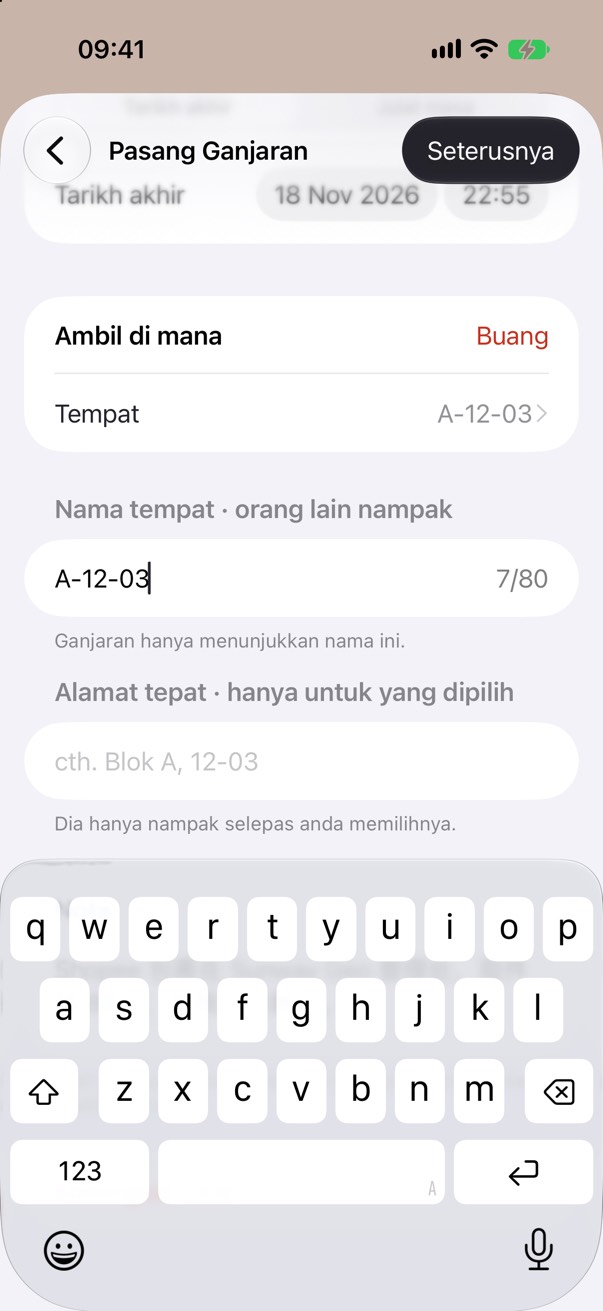 09:41
Pasang Ganjaran
Seterusnya
Tarikh akhir
18 Nov 2026
22:55
Ambil di mana
Buang
Tempat
A-12-03
Nama tempat · orang lain nampak
A-12-03
7/80
Ganjaran hanya menunjukkan nama ini.
Alamat tepat · hanya untuk yang dipilih
cth. Blok A, 12-03
Dia hanya nampak selepas anda memilihnya.
q w e r t y u i o p
a s d f g h j k l
z x c v b n m
123
A